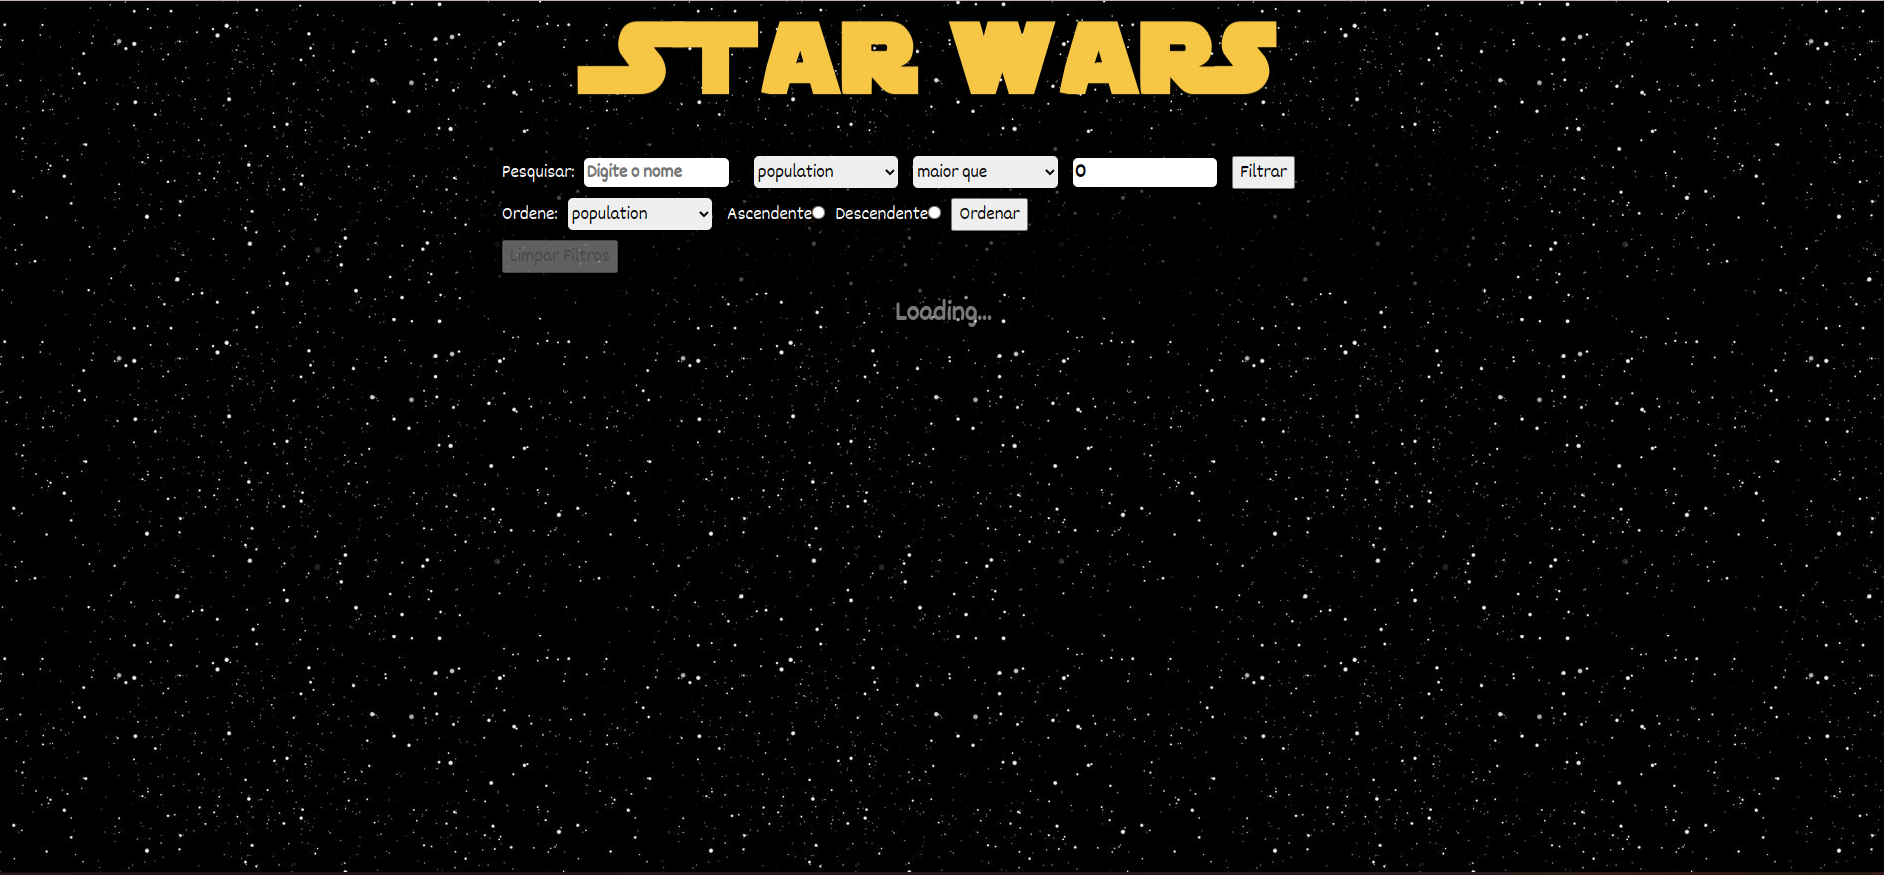 STAR WARS
Pesquisar: Digite o nome population maior que 0 Filtrar
Ordene: population Ascendente Descendente Ordenar
Limpar Filtros
Loading...